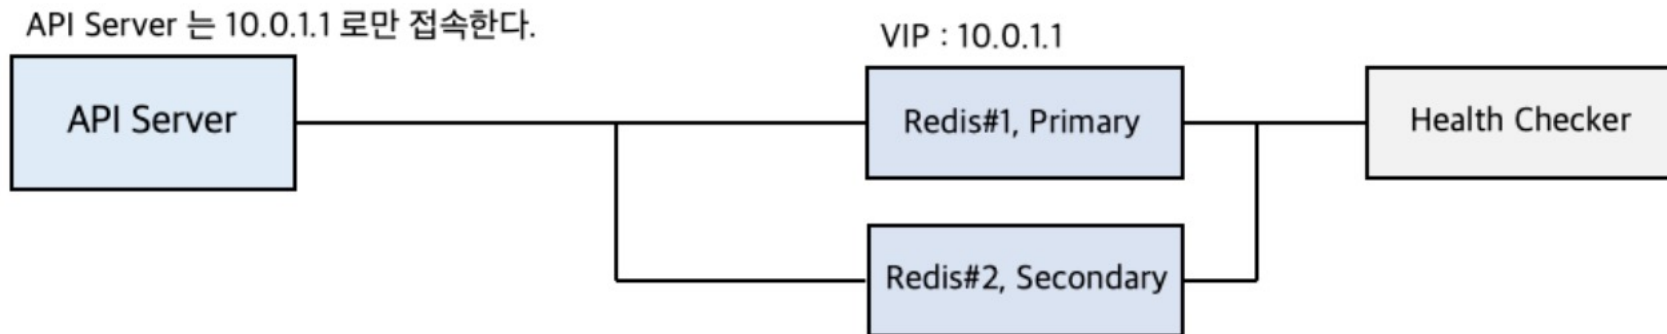 API Server 는 10.0.1.1 로만 접속한다.
VIP : 10.0.1.1
API Server
Redis#1, Primary
Health Checker
Redis#2, Secondary